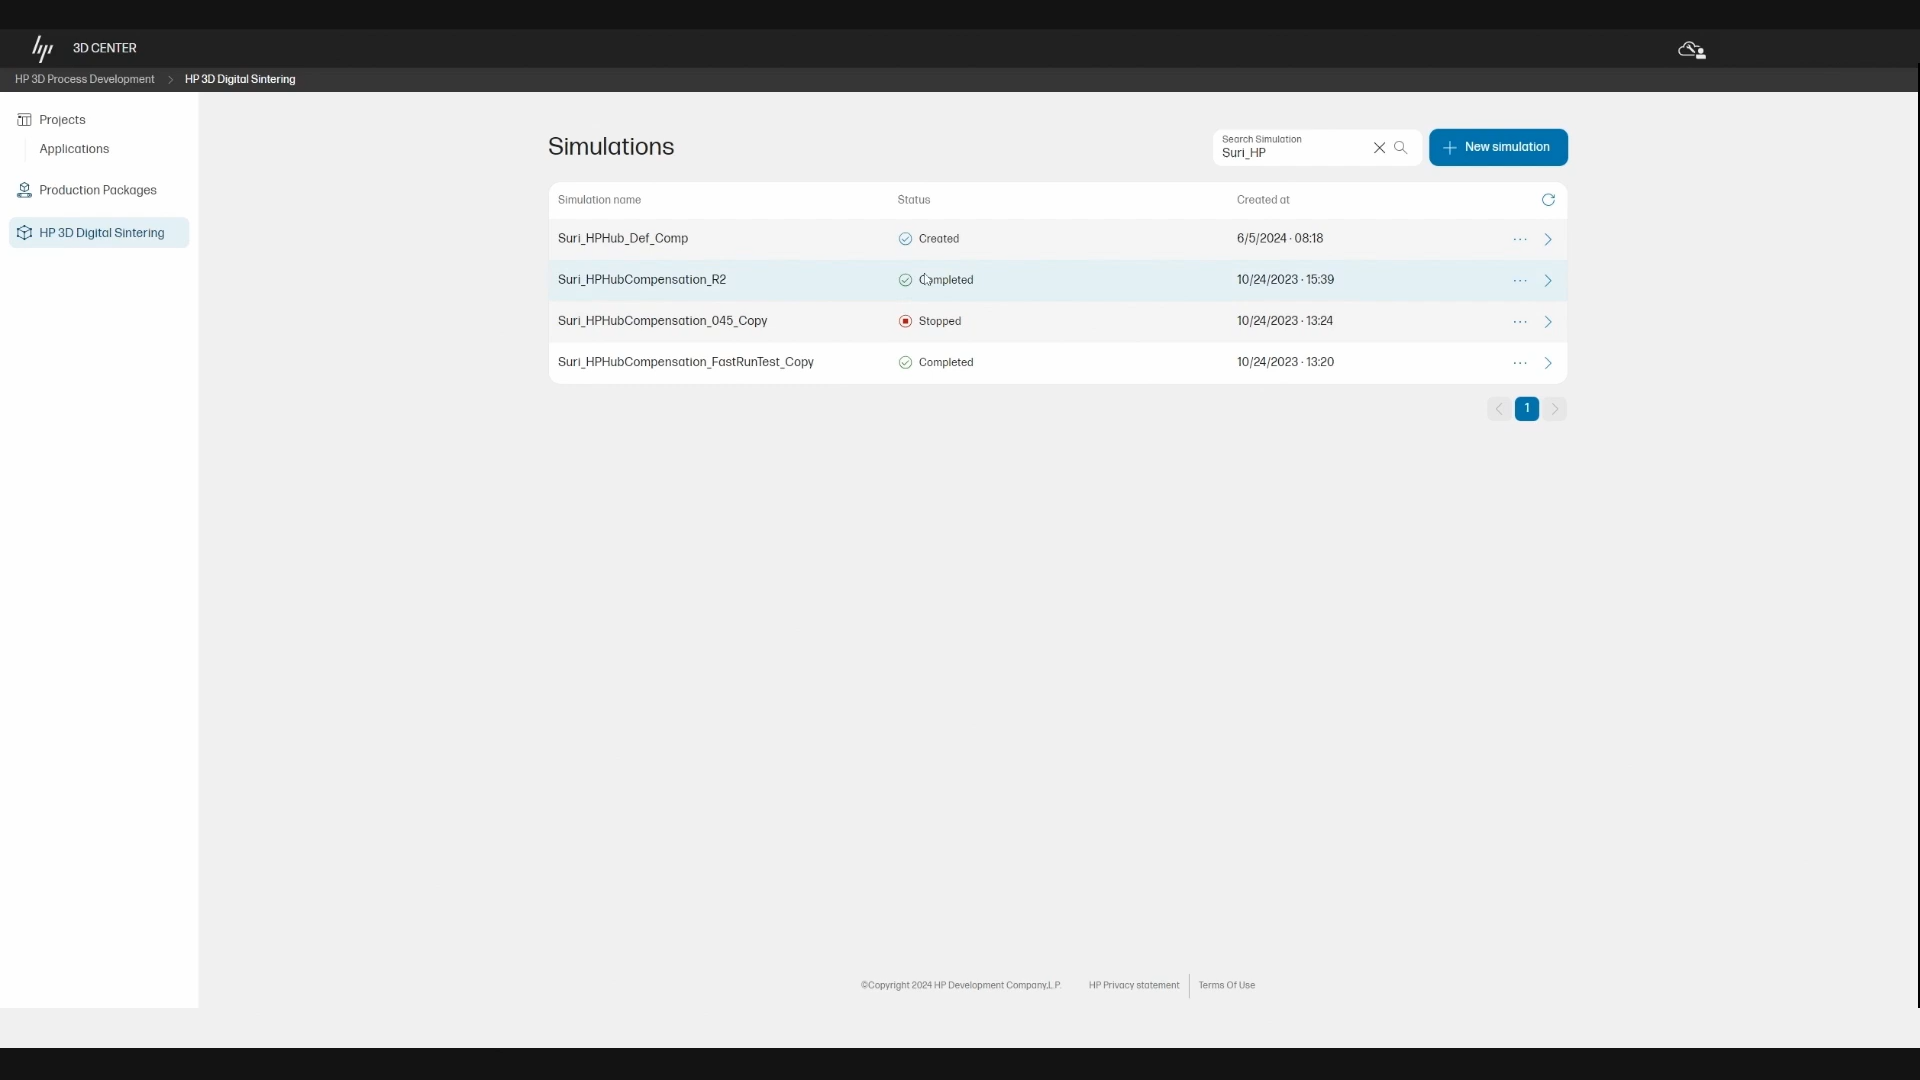 hp 3D CENTER
HP 3D Process Development > HP 3D Digital Sintering
Projects
Applications
Production Packages
HP 3D Digital Sintering
Simulations
Search Simulation
Suri_HP
New simulation
Simulation name Status Created at
Suri_HPHub_Def_Comp Created 6/5/2024 · 08:18
Suri_HPHubCompensation_R2 Completed 10/24/2023 · 15:39
Suri_HPHubCompensation_045_Copy Stopped 10/24/2023 · 13:24
Suri_HPHubCompensation_FastRunTest_Copy Completed 10/24/2023 · 13:20
1
©Copyright 2024 HP Development Company,L.P. HP Privacy statement Terms Of Use